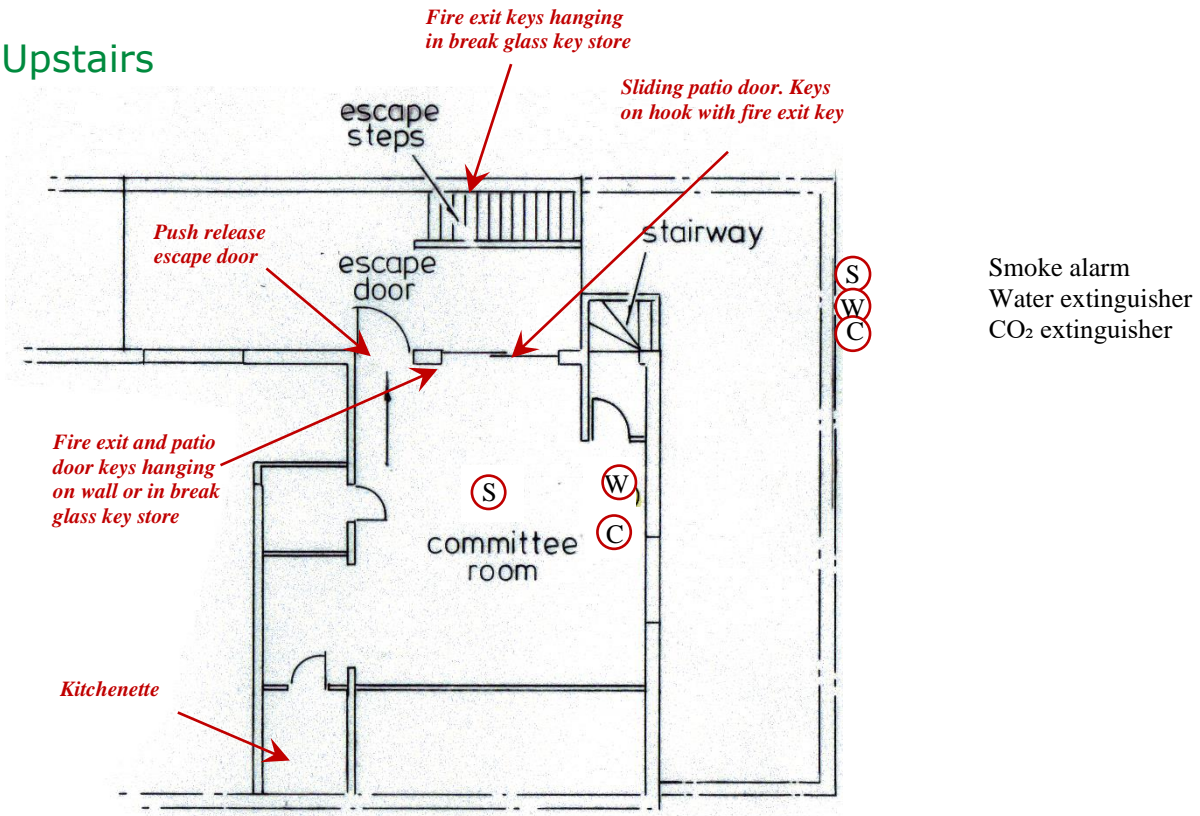 Upstairs
Fire exit keys hanging
in break glass key store
Sliding patio door. Keys
on hook with fire exit key
escape
steps
Push release
escape door
escape
door
stairway
S
W
C
Smoke alarm
Water extinguisher
CO₂ extinguisher
Fire exit and patio
door keys hanging
on wall or in break
glass key store
S
W
C
committee
room
Kitchenette